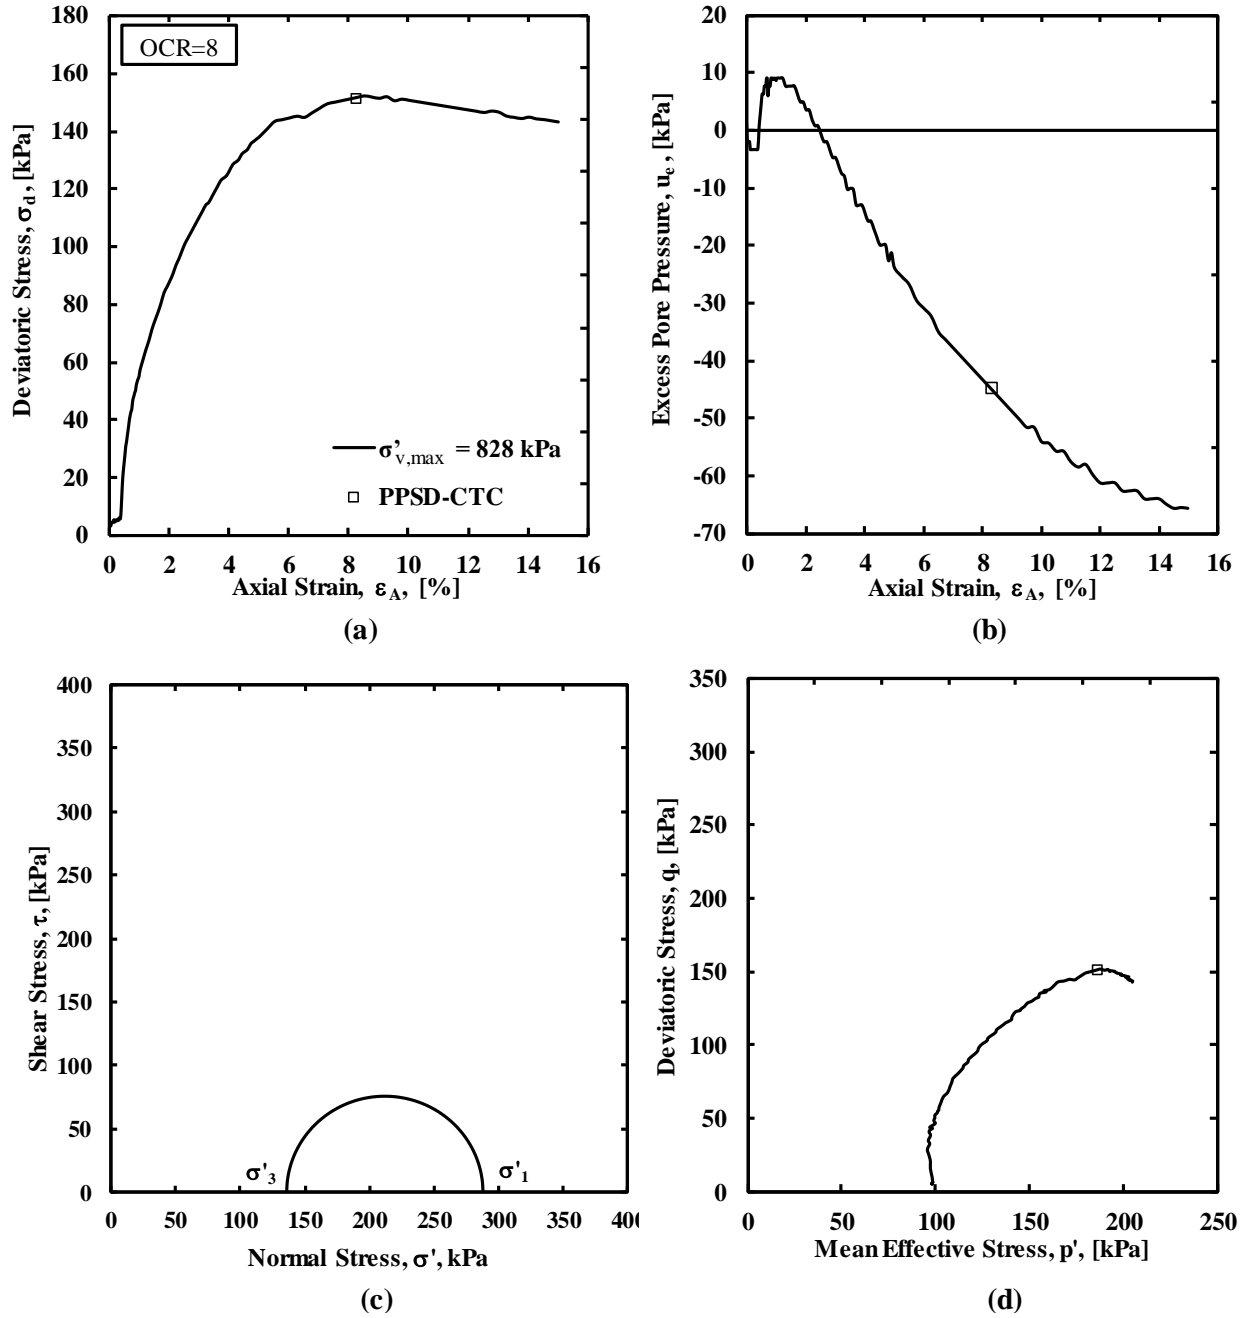 180
160
140
120
100
80
60
40
20
0
Deviatoric Stress, σd, [kPa]
OCR=8
σ'v,max = 828 kPa
PPSD-CTC
0 2 4 6 8 10 12 14 16
Axial Strain, εA, [%]
(a)
20
10
0
-10
-20
-30
-40
-50
-60
-70
Excess Pore Pressure, ue, [kPa]
0 2 4 6 8 10 12 14 16
Axial Strain, εA, [%]
(b)
400
350
300
250
200
150
100
50
0
Shear Stress, τ, [kPa]
σ'3
σ'1
0 50 100 150 200 250 300 350 40
Normal Stress, σ', kPa
(c)
350
300
250
200
150
100
50
0
Deviatoric Stress, q, [kPa]
0 50 100 150 200 250
Mean Effective Stress, p', [kPa]
(d)